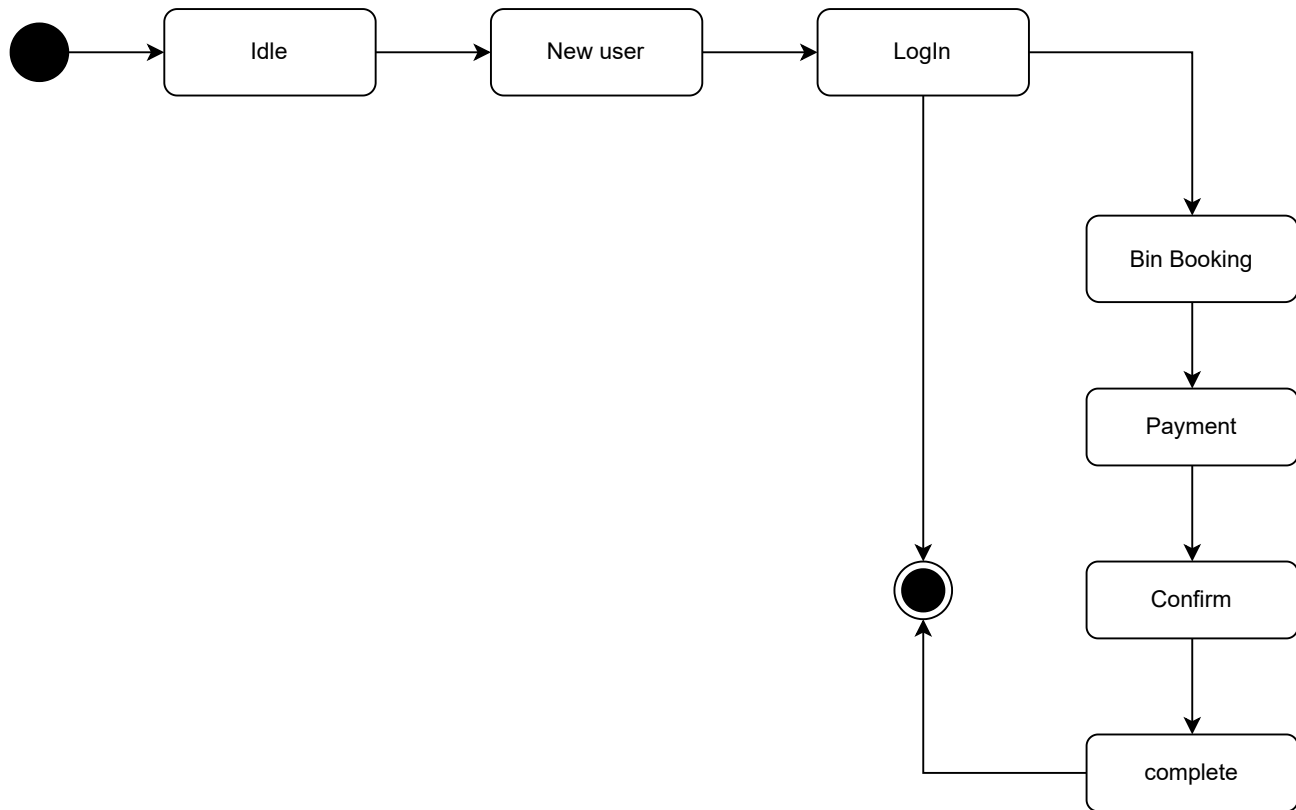 Idle
New user
LogIn
Bin Booking
Payment
Confirm
complete